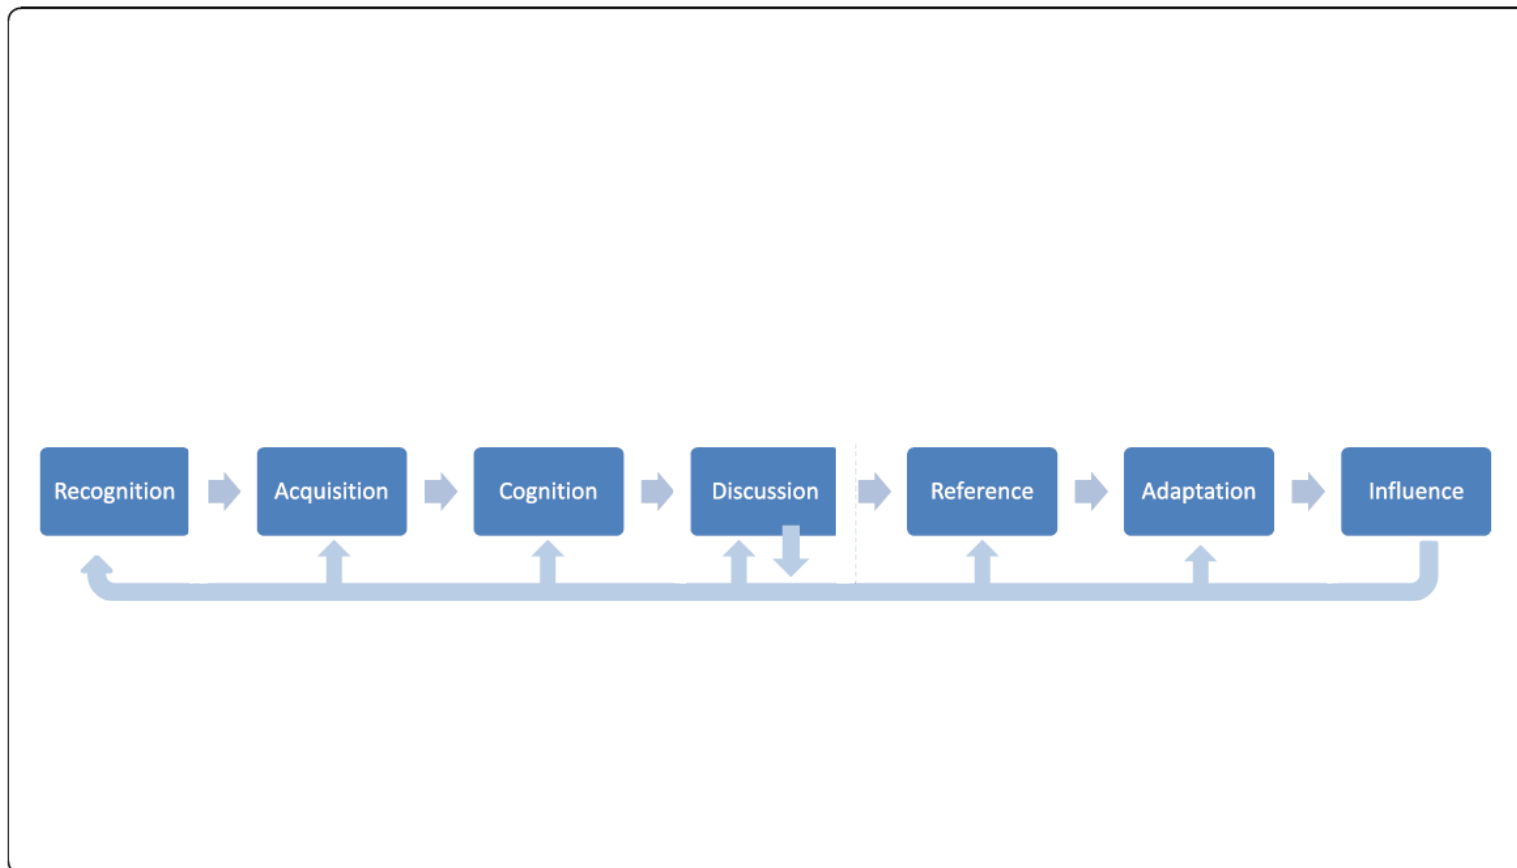 Recognition
Acquisition
Cognition
Discussion
Reference
Adaptation
Influence